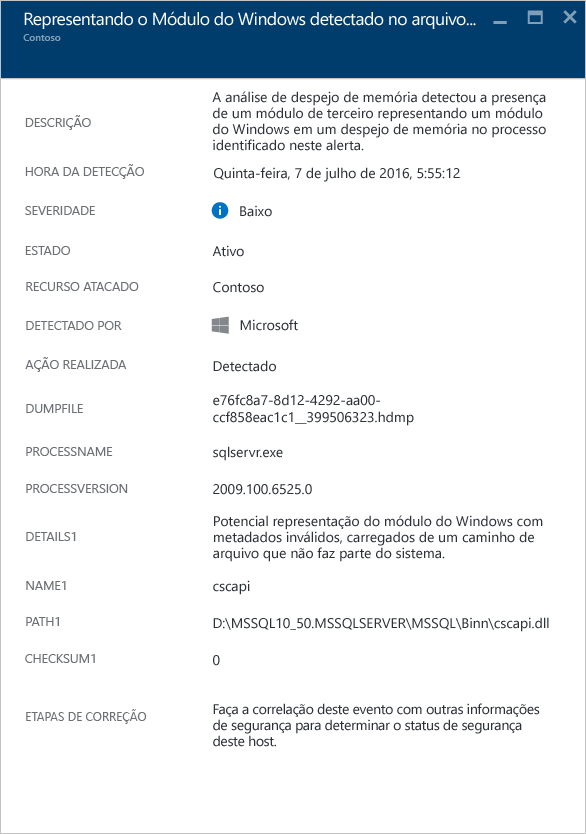 Representando o Módulo do Windows detectado no arquivo...
Contoso
DESCRIÇÃO
A análise de despejo de memória detectou a presença
de um módulo de terceiro representando um módulo
do Windows em um despejo de memória no processo
identificado neste alerta.
HORA DA DETECÇÃO
Quinta-feira, 7 de julho de 2016, 5:55:12
SEVERIDADE
Baixo
ESTADO
Ativo
RECURSO ATACADO
Contoso
DETECTADO POR
Microsoft
AÇÃO REALIZADA
Detectado
DUMPFILE
e76fc8a7-8d12-4292-aa00-
ccf858eac1c1__399506323.hdmp
PROCESSNAME
sqlservr.exe
PROCESSVERSION
2009.100.6525.0
DETAILS1
Potencial representação do módulo do Windows com
metadados inválidos, carregados de um caminho de
arquivo que não faz parte do sistema.
NAME1
cscapi
PATH1
D:\MSSQL10_50.MSSQLSERVER\MSSQL\Binn\cscapi.dll
CHECKSUM1
0
ETAPAS DE CORREÇÃO
Faça a correlação deste evento com outras informações
de segurança para determinar o status de segurança
deste host.